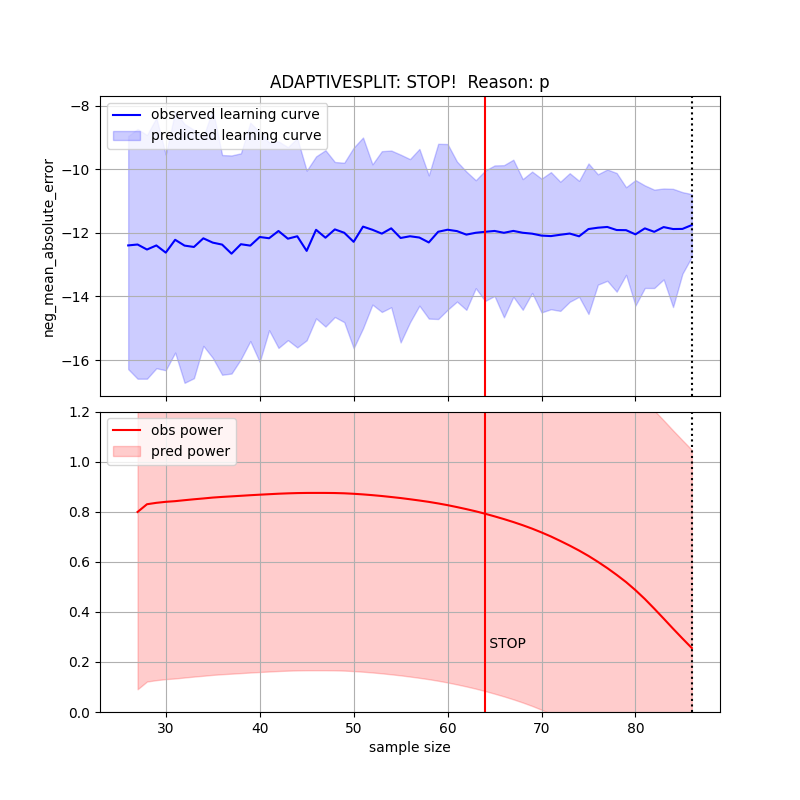 ADAPTIVESPLIT: STOP!  Reason: p
observed learning curve
predicted learning curve
neg_mean_absolute_error
−8
−10
−12
−14
−16
obs power
pred power
1.2
1.0
0.8
0.6
0.4
0.2
0.0
STOP
30 40 50 60 70 80
sample size